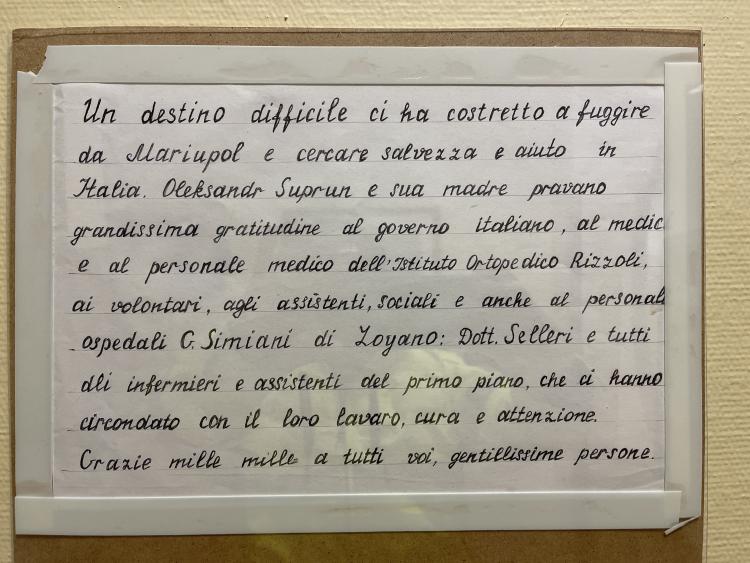 Un destino difficile ci ha costretto a fuggire
da Mariupol e cercare salvezza e aiuto in
Italia. Oleksandr Suprun e sua madre pravano
grandissima gratitudine al governo italiano, al medic
e al personale medico dell'Istituto Ortopedico Rizzoli,
ai volontari, agli assistenti, sociali e anche al personal
ospedali C. Simiani di Loyano: Dott. Selleri e tutti
dli infermieri e assistenti del primo piano, che ci hanno
circondato con il loro lavaro, cura e attenzione.
Grazie mille mille a tutti voi, gentillissime persone.